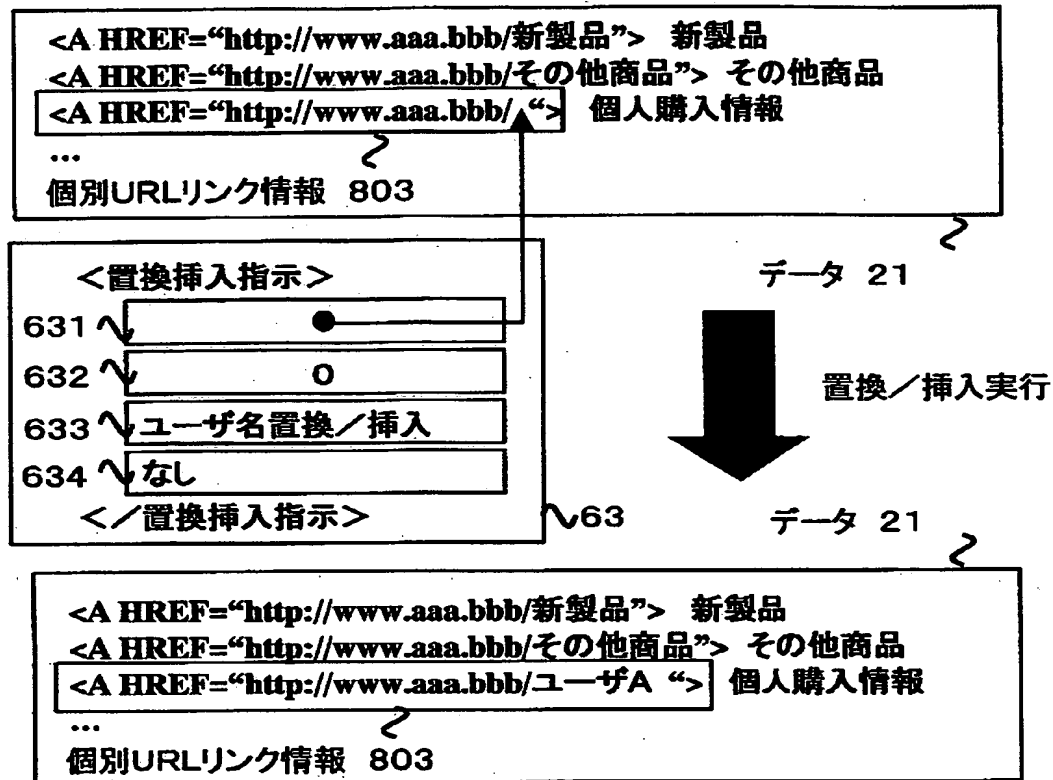 <A HREF=“http://www.aaa.bbb/新製品”> 新製品
<A HREF=“http://www.aaa.bbb/その他商品”> その他商品
<A HREF=“http://www.aaa.bbb/ “> 個人購入情報
...
個別URLリンク情報 803
データ 21
<置換挿入指示>
631
632 0
633 ユーザ名置換/挿入
634 なし
</置換挿入指示>
63
置換/挿入実行
データ 21
<A HREF=“http://www.aaa.bbb/新製品”> 新製品
<A HREF=“http://www.aaa.bbb/その他商品”> その他商品
<A HREF=“http://www.aaa.bbb/ユーザA “> 個人購入情報
...
個別URLリンク情報 803